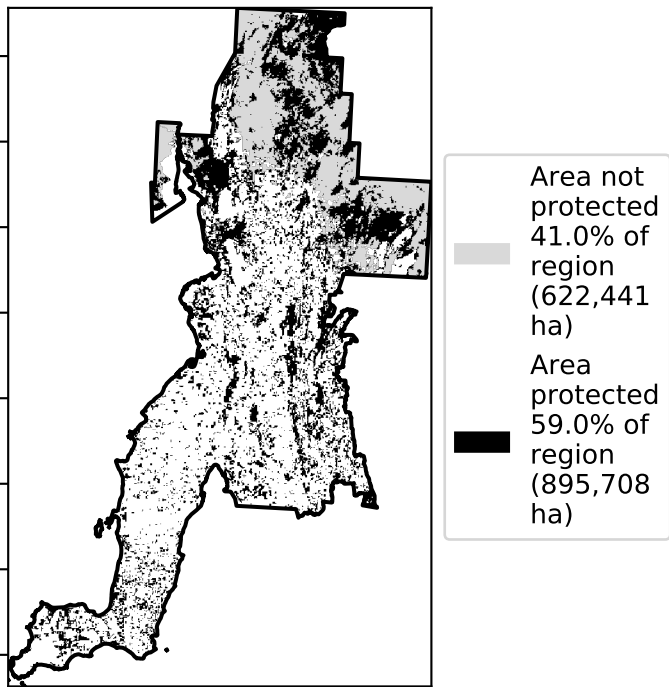 Area not
protected
41.0% of
region
(622,441
ha)
Area
protected
59.0% of
region
(895,708
ha)